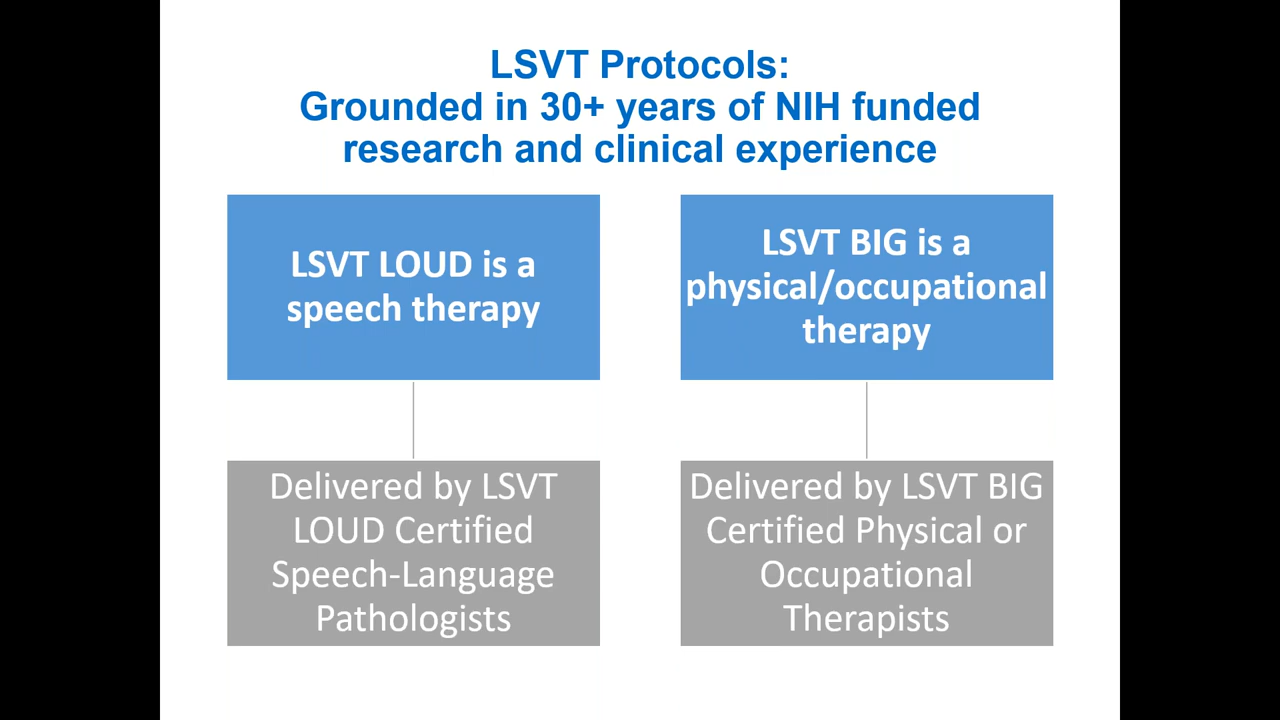 LSVT Protocols:
Grounded in 30+ years of NIH funded
research and clinical experience
LSVT LOUD is a
speech therapy
LSVT BIG is a
physical/occupational
therapy
Delivered by LSVT
LOUD Certified
Speech-Language
Pathologists
Delivered by LSVT BIG
Certified Physical or
Occupational
Therapists